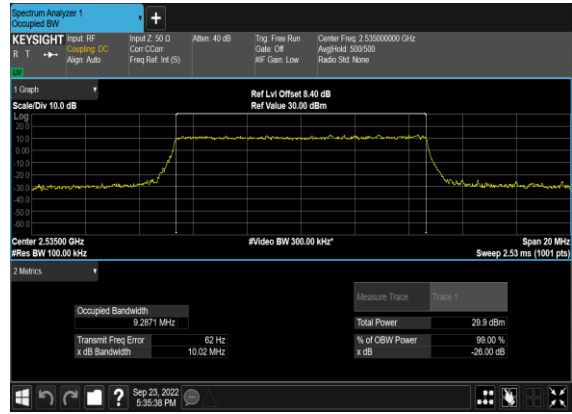 Spectrum Analyzer 1
Occupied BW
+
KEYSIGHT Input: RF Input Z: 50 Ω Atten: 40 dB Trig: Free Run Center Freq: 2.535000000 GHz
R T Coupling: DC Corr CCorr Gate: Off Avg|Hold: 500/500
Align: Auto Freq Ref: Int (S) #IF Gain: Low Radio Std: None
1 Graph Ref Lvl Offset 8.40 dB
Scale/Div 10.0 dB Ref Value 30.00 dBm
Log
20.0
10.0
0.00
-10.0
-20.0
-30.0
-40.0
-50.0
-60.0
Center 2.53500 GHz #Video BW 300.00 kHz* Span 20 MHz
#Res BW 100.00 kHz Sweep 2.53 ms (1001 pts)
2 Metrics
Measure Trace Trace 1
Occupied Bandwidth
9.2871 MHz Total Power 29.9 dBm
Transmit Freq Error 62 Hz % of OBW Power 99.00 %
x dB Bandwidth 10.02 MHz x dB -26.00 dB
? Sep 23, 2022
5:35:38 PM